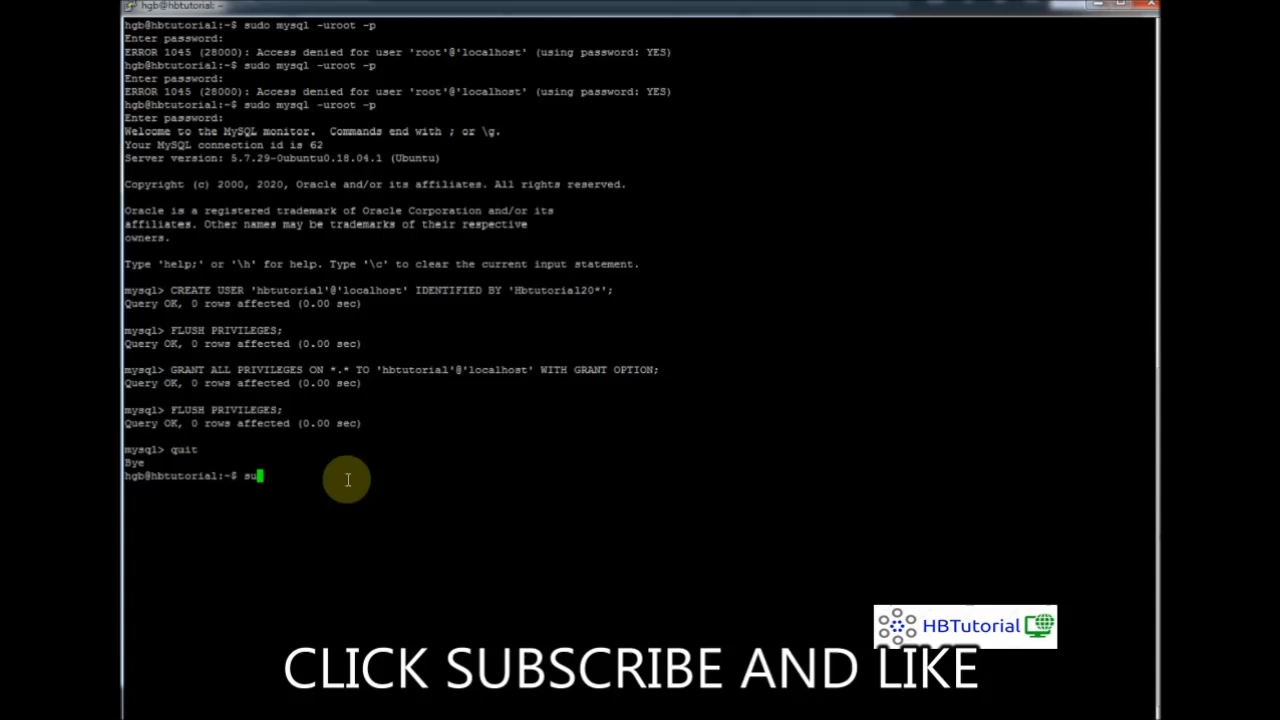 hgb@hbtutorial: ~
hgb@hbtutorial:~$ sudo mysql -uroot -p
Enter password:
ERROR 1045 (28000): Access denied for user 'root'@'localhost' (using password: YES)
hgb@hbtutorial:~$ sudo mysql -uroot -p
Enter password:
ERROR 1045 (28000): Access denied for user 'root'@'localhost' (using password: YES)
hgb@hbtutorial:~$ sudo mysql -uroot -p
Enter password:
Welcome to the MySQL monitor.  Commands end with ; or \g.
Your MySQL connection id is 62
Server version: 5.7.29-0ubuntu0.18.04.1 (Ubuntu)
Copyright (c) 2000, 2020, Oracle and/or its affiliates. All rights reserved.
Oracle is a registered trademark of Oracle Corporation and/or its
affiliates. Other names may be trademarks of their respective
owners.
Type 'help;' or '\h' for help. Type '\c' to clear the current input statement.
mysql> CREATE USER 'hbtutorial'@'localhost' IDENTIFIED BY 'Hbtutorial20*';
Query OK, 0 rows affected (0.00 sec)
mysql> FLUSH PRIVILEGES;
Query OK, 0 rows affected (0.00 sec)
mysql> GRANT ALL PRIVILEGES ON *.* TO 'hbtutorial'@'localhost' WITH GRANT OPTION;
Query OK, 0 rows affected (0.00 sec)
mysql> FLUSH PRIVILEGES;
Query OK, 0 rows affected (0.00 sec)
mysql> quit
Bye
hgb@hbtutorial:~$ su
HBTutorial
CLICK SUBSCRIBE AND LIKE